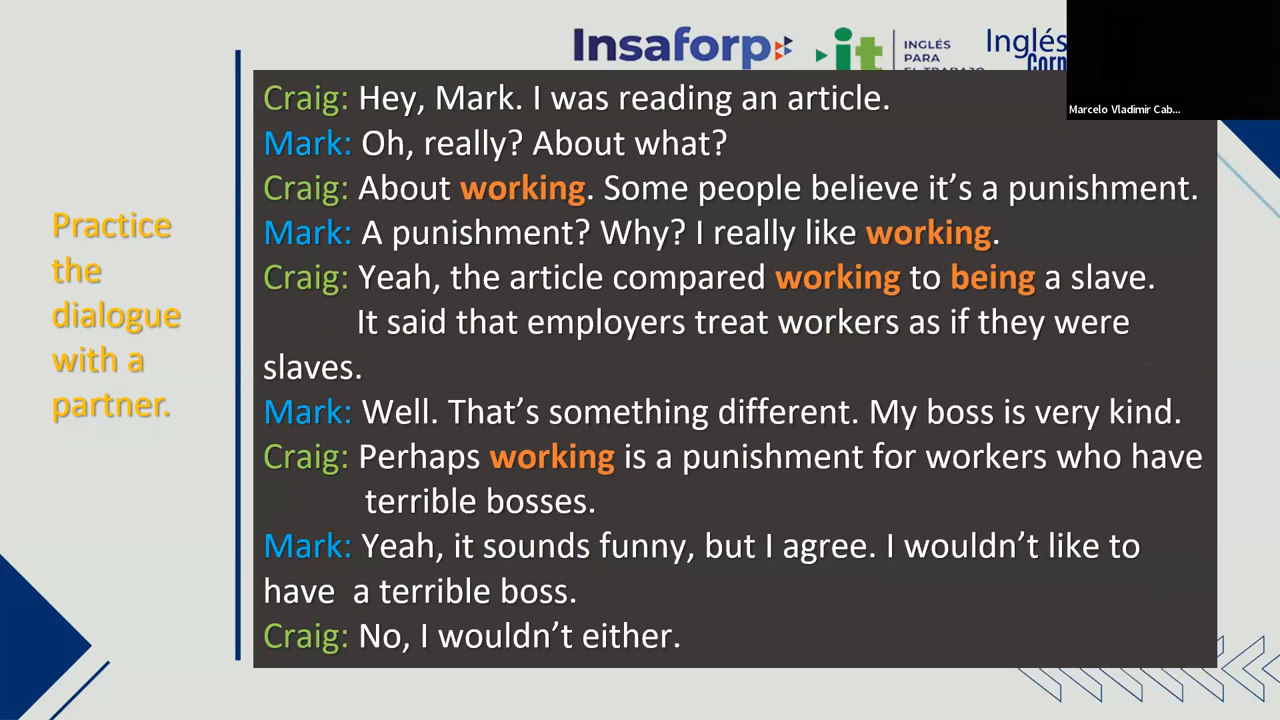 Insaforp
it
INGLÉS
PARA
EL TRABAJO
Inglés
Corp
Marcelo Vladimir Cab...
Practice
the
dialogue
with a
partner.
Craig: Hey, Mark. I was reading an article.
Mark: Oh, really? About what?
Craig: About working. Some people believe it’s a punishment.
Mark: A punishment? Why? I really like working.
Craig: Yeah, the article compared working to being a slave.
It said that employers treat workers as if they were
slaves.
Mark: Well. That’s something different. My boss is very kind.
Craig: Perhaps working is a punishment for workers who have
terrible bosses.
Mark: Yeah, it sounds funny, but I agree. I wouldn’t like to
have  a terrible boss.
Craig: No, I wouldn’t either.